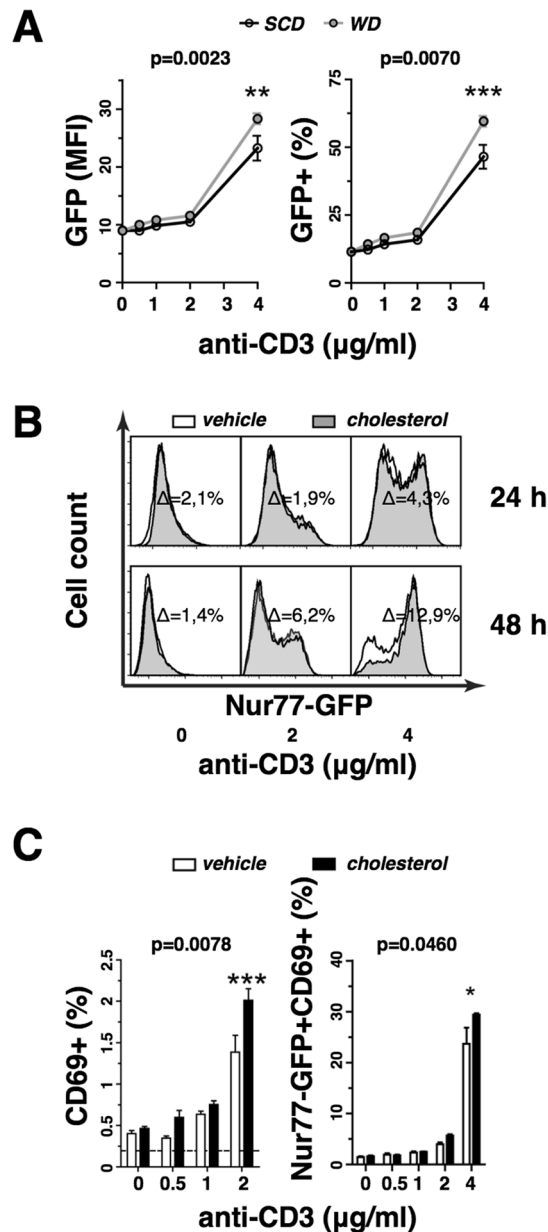 A
SCD WD
p=0.0023 p=0.0070
** ***
GFP (MFI)
30
20
10
0
0 1 2 3 4
GFP+ (%)
75
50
25
0
0 1 2 3 4
anti-CD3 (µg/ml)
B
vehicle cholesterol
Cell count
Δ=2,1% Δ=1,9% Δ=4,3% 24 h
Δ=1,4% Δ=6,2% Δ=12,9% 48 h
Nur77-GFP
0 2 4
anti-CD3 (µg/ml)
C
vehicle cholesterol
p=0.0078 p=0.0460
*** *
CD69+ (%)
2.5
2
1.5
1
0.5
0
0 0.5 1 2
Nur77-GFP+CD69+ (%)
40
30
20
10
0
0 0.5 1 2 4
anti-CD3 (µg/ml)